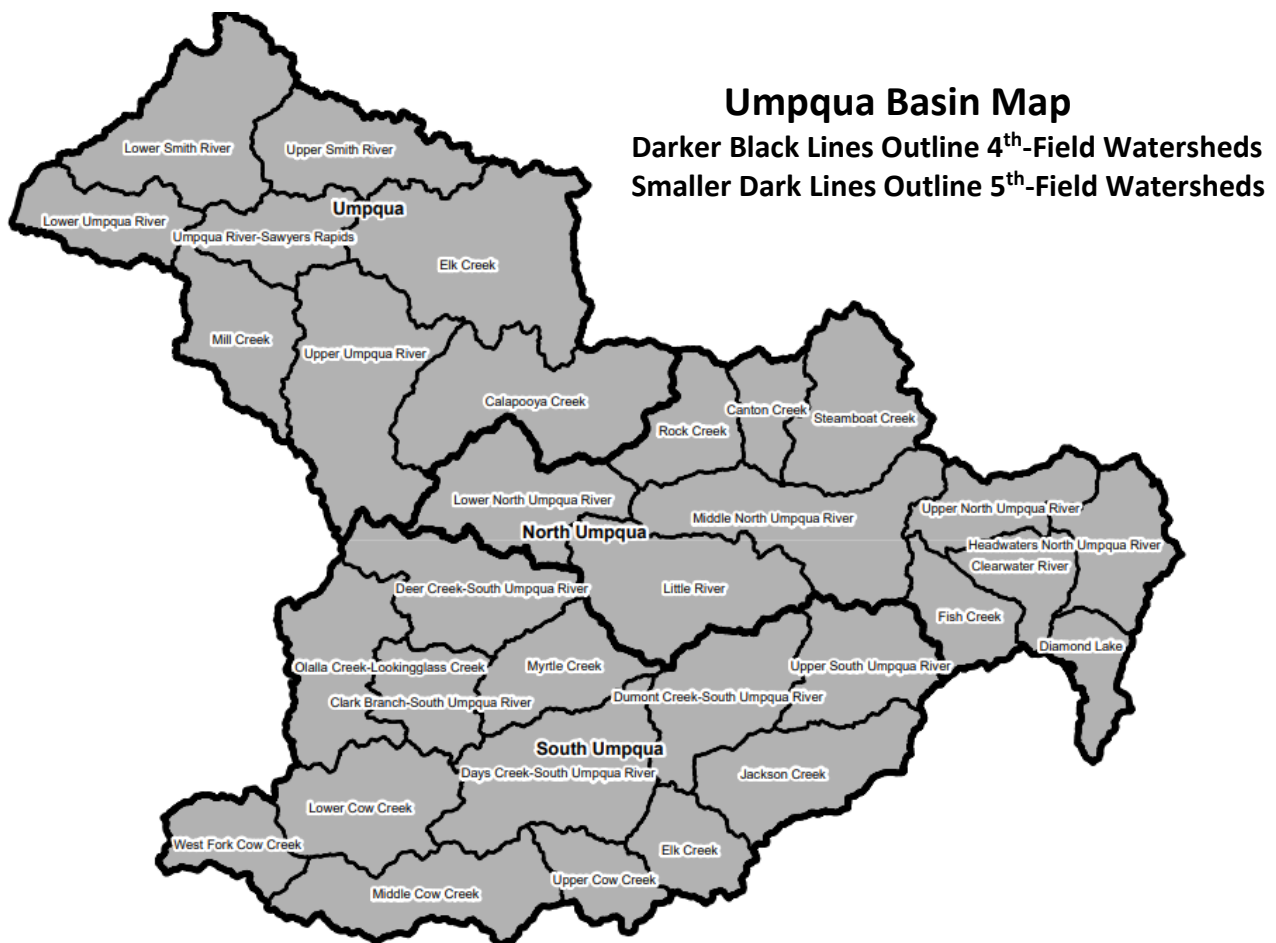 Umpqua Basin Map
Darker Black Lines Outline 4th-Field Watersheds
Smaller Dark Lines Outline 5th-Field Watersheds
Lower Smith River
Upper Smith River
Umpqua
Lower Umpqua River
Umpqua River-Sawyers Rapids
Elk Creek
Mill Creek
Upper Umpqua River
Calapooya Creek
Canton Creek
Steamboat Creek
Rock Creek
Lower North Umpqua River
Middle North Umpqua River
Upper North Umpqua River
North Umpqua
Headwaters North Umpqua River
Clearwater River
Deer Creek-South Umpqua River
Little River
Fish Creek
Diamond Lake
Olalla Creek-Lookingglass Creek
Myrtle Creek
Upper South Umpqua River
Clark Branch-South Umpqua River
Dumont Creek-South Umpqua River
South Umpqua
Days Creek-South Umpqua River
Jackson Creek
Lower Cow Creek
West Fork Cow Creek
Elk Creek
Upper Cow Creek
Middle Cow Creek